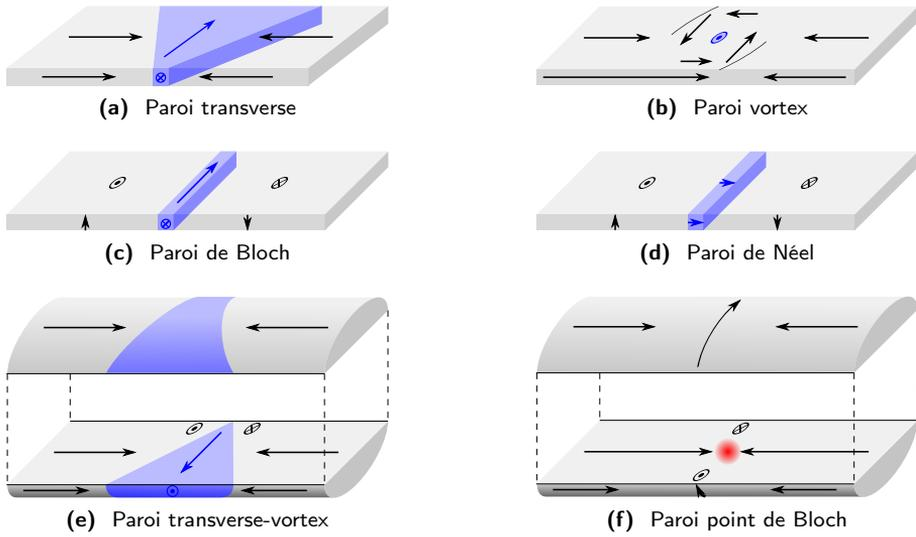 (a) Paroi transverse
(b) Paroi vortex
(c) Paroi de Bloch
(d) Paroi de Néel
(e) Paroi transverse-vortex
(f) Paroi point de Bloch